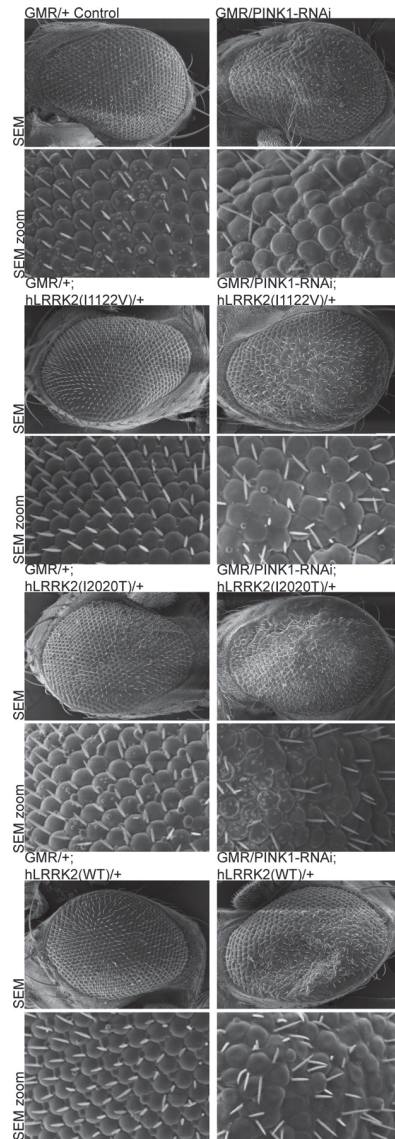 GMR/+ Control
GMR/PINK1-RNAi
SEM
SEM zoom
GMR/+;
hLRRK2(I1122V)/+
GMR/PINK1-RNAi;
hLRRK2(I1122V)/+
SEM
SEM zoom
GMR/+;
hLRRK2(I2020T)/+
GMR/PINK1-RNAi;
hLRRK2(I2020T)/+
SEM
SEM zoom
GMR/+;
hLRRK2(WT)/+
GMR/PINK1-RNAi;
hLRRK2(WT)/+
SEM
SEM zoom